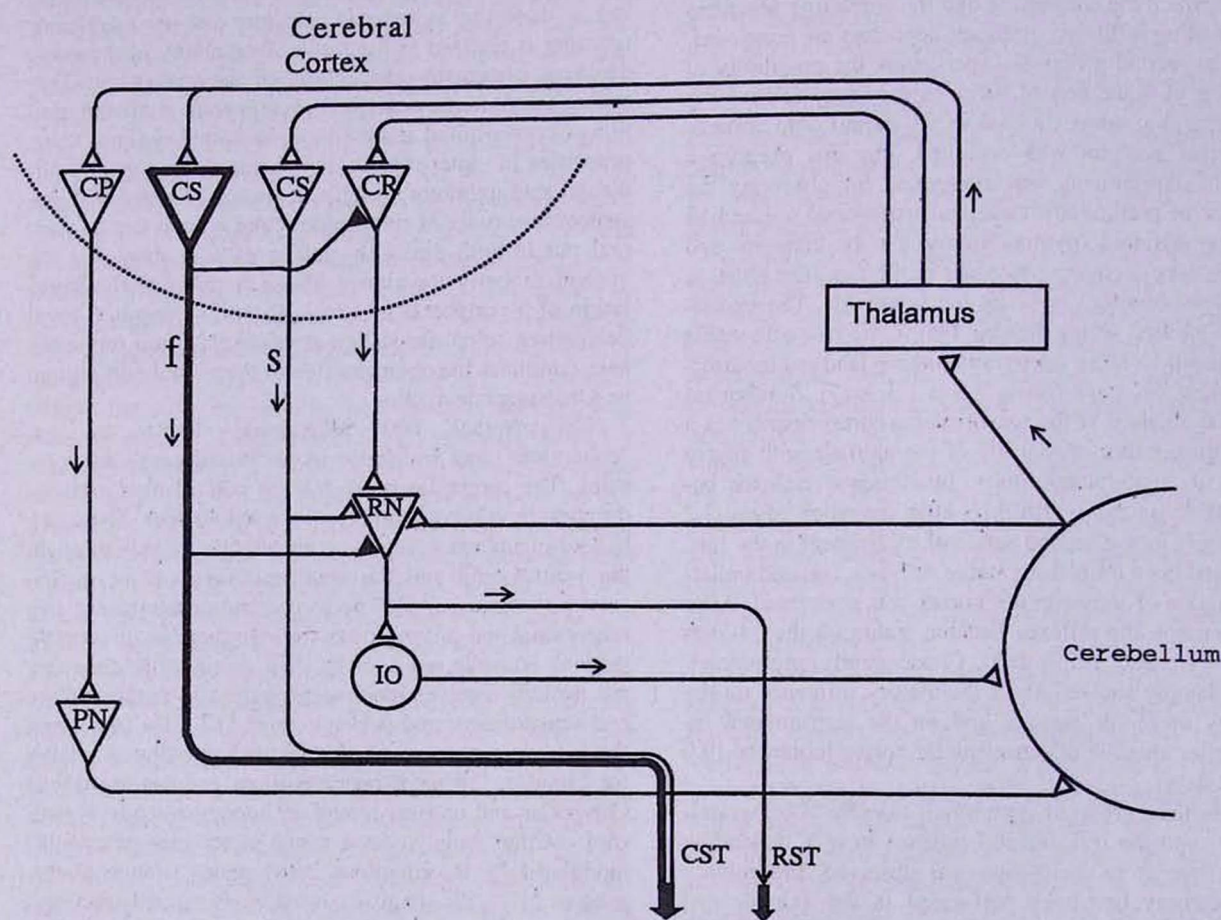 Cerebral
Cortex
CP
CS
CS
CR
Thalamus
f
s
RN
Cerebellum
IO
PN
CST
RST